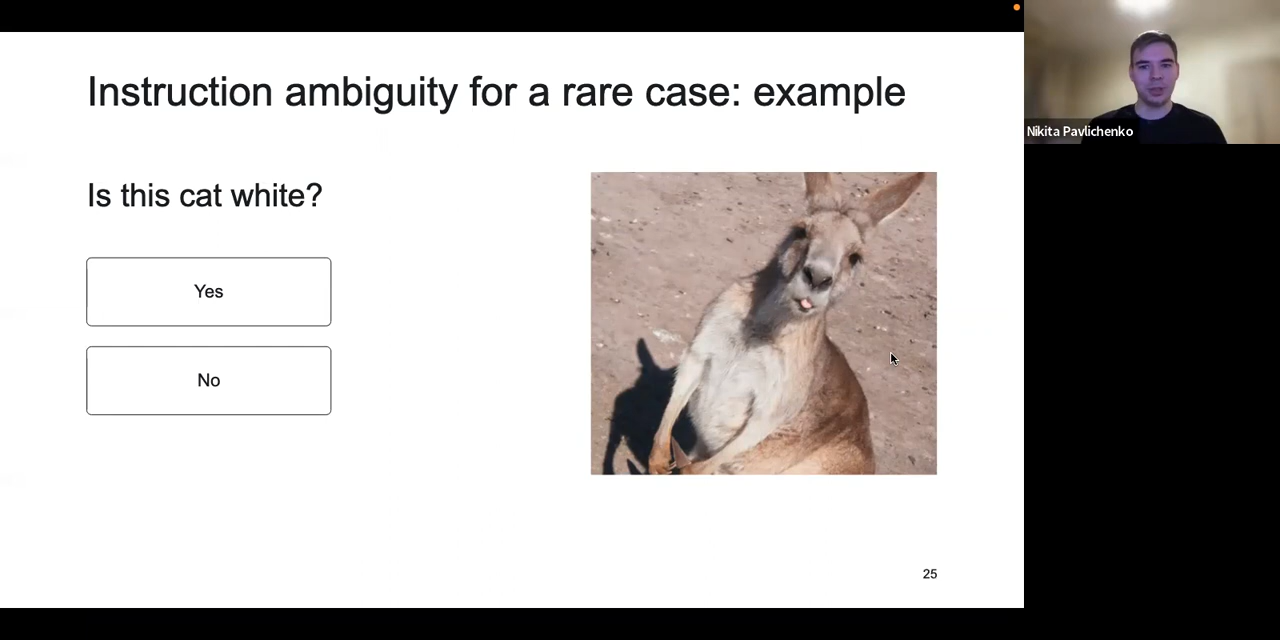 Instruction ambiguity for a rare case: example
Nikita Pavlichenko
Is this cat white?
Yes
No
25